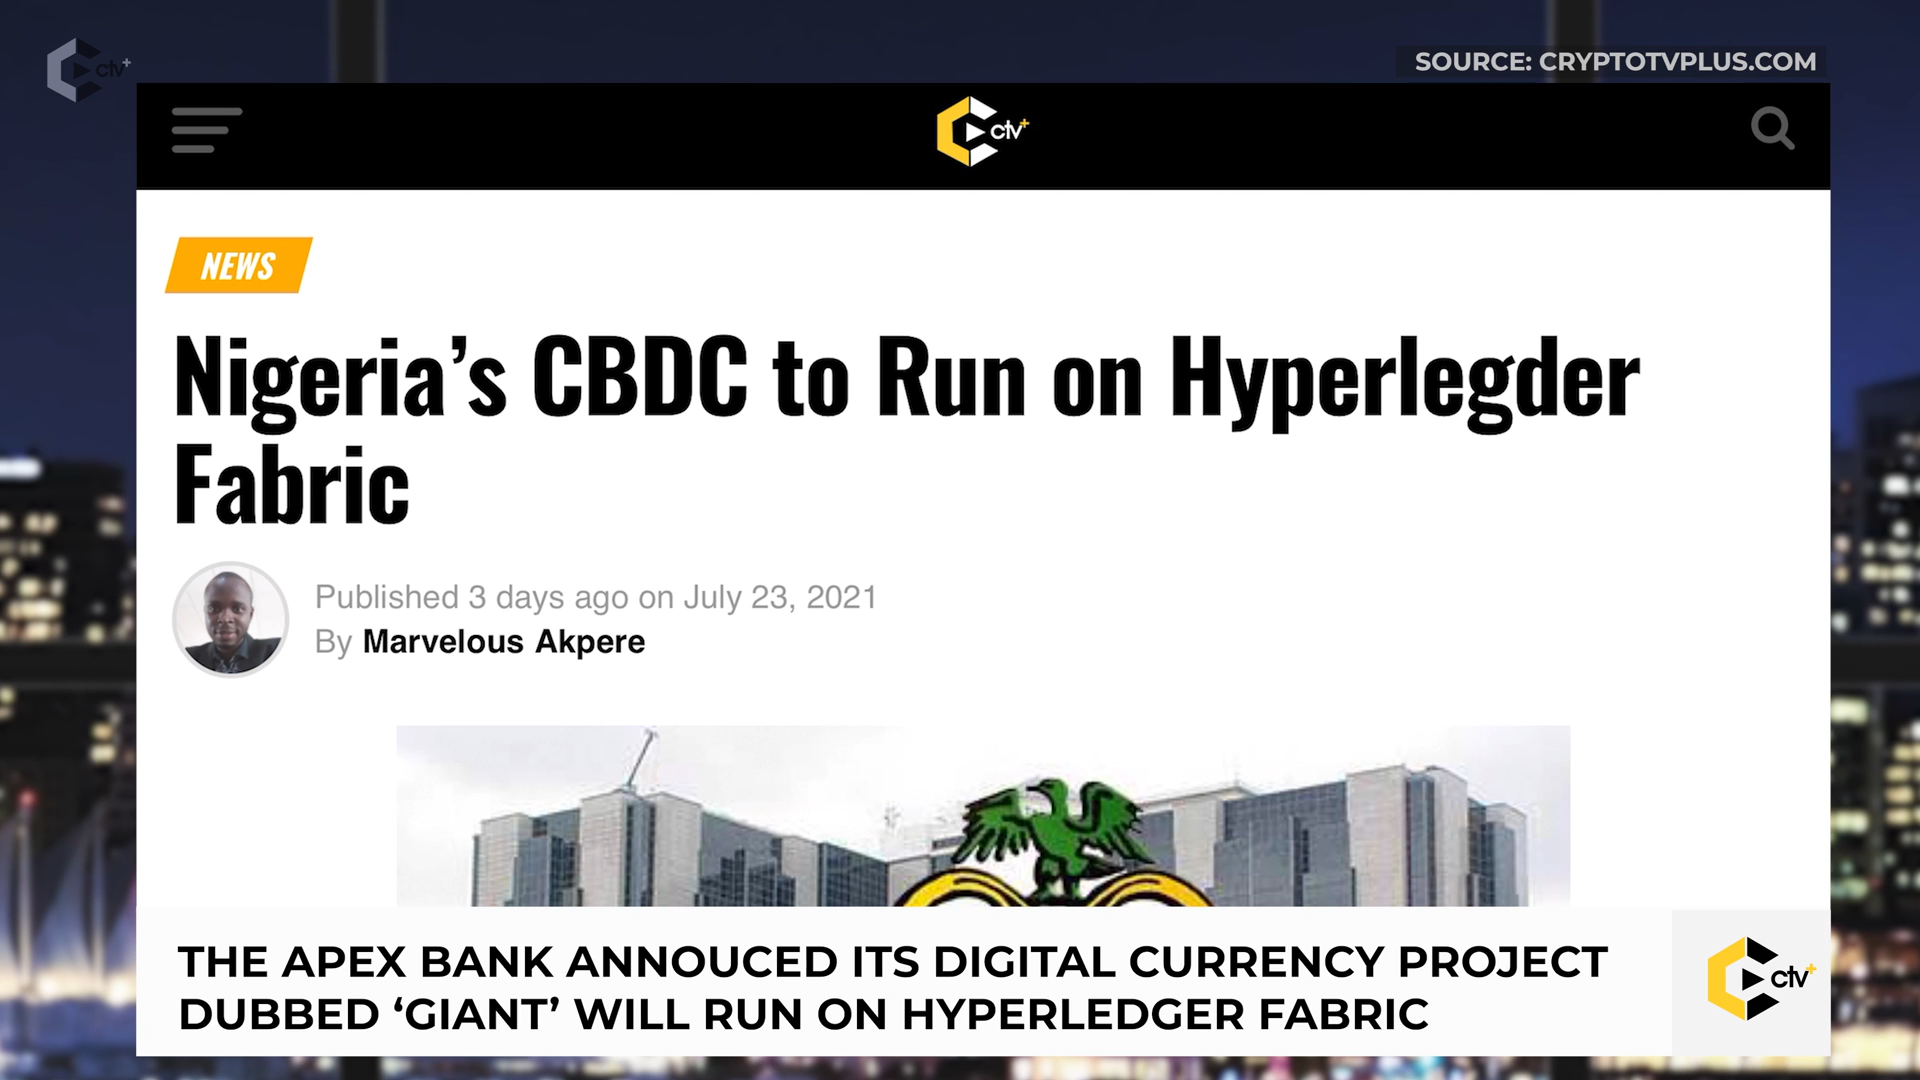 ctv+
SOURCE: CRYPTOTVPLUS.COM
ctv+
NEWS
Nigeria’s CBDC to Run on Hyperlegder
Fabric
Published 3 days ago on July 23, 2021
By Marvelous Akpere
THE APEX BANK ANNOUCED ITS DIGITAL CURRENCY PROJECT
DUBBED ‘GIANT’ WILL RUN ON HYPERLEDGER FABRIC
ctv+